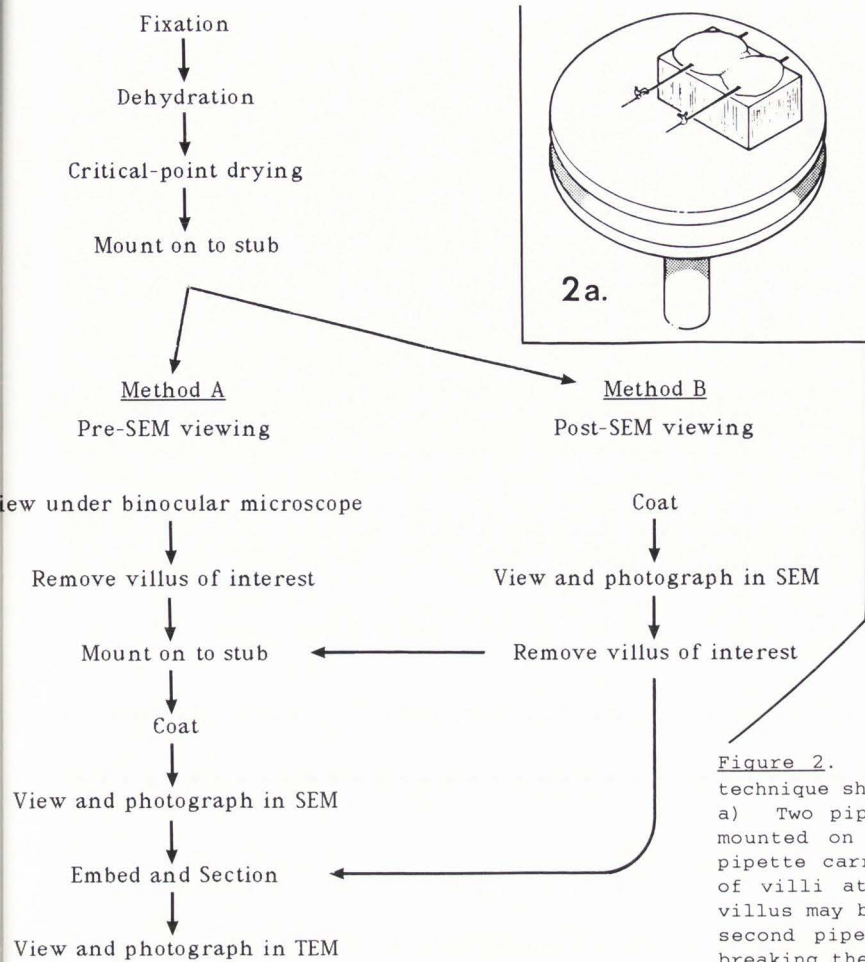 Fixation
Dehydration
Critical-point drying
Mount on to stub
2a.
Method A
Pre-SEM viewing
Method B
Post-SEM viewing
iew under binocular microscope
Remove villus of interest
Mount on to stub
Coat
View and photograph in SEM
Embed and Section
View and photograph in TEM
Coat
View and photograph in SEM
Remove villus of interest
Figure 2.
technique sh
a) Two pip
mounted on
pipette carr
of villi at
villus may b
second pipe
breaking the